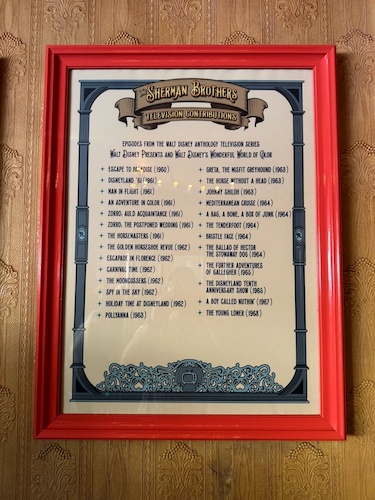 The
Sherman Brothers
Television Contributions
Episodes from the Walt Disney anthology television series
Walt Disney Presents and Walt Disney's Wonderful World of Color
+ Escape to Paradise (1960)
+ Disneyland '61 (1961)
+ Man in Flight (1961)
+ An Adventure in Color (1961)
+ Zorro: Auld Acquaintance (1961)
+ Zorro: The Postponed Wedding (1961)
+ The Horsemasters (1961)
+ The Golden Horseshoe Revue (1962)
+ Escapade in Florence (1962)
+ Carnival Time (1962)
+ The Mooncussers (1962)
+ Spy in the Sky (1962)
+ Holiday Time at Disneyland (1962)
+ Pollyanna (1963)
+ Greta, the Misfit Greyhound (1963)
+ The Horse Without a Head (1963)
+ Johnny Shiloh (1963)
+ Mediterranean Cruise (1964)
+ A Rag, a Bone, a Box of Junk (1964)
+ The Tenderfoot (1964)
+ Bristle Face (1964)
+ The Ballad of Hector
the Stowaway Dog (1964)
+ The Further Adventures
of Gallegher (1965)
+ The Disneyland Tenth
Anniversary Show (1965)
+ A Boy Called Nuthin' (1967)
+ The Young Loner (1968)